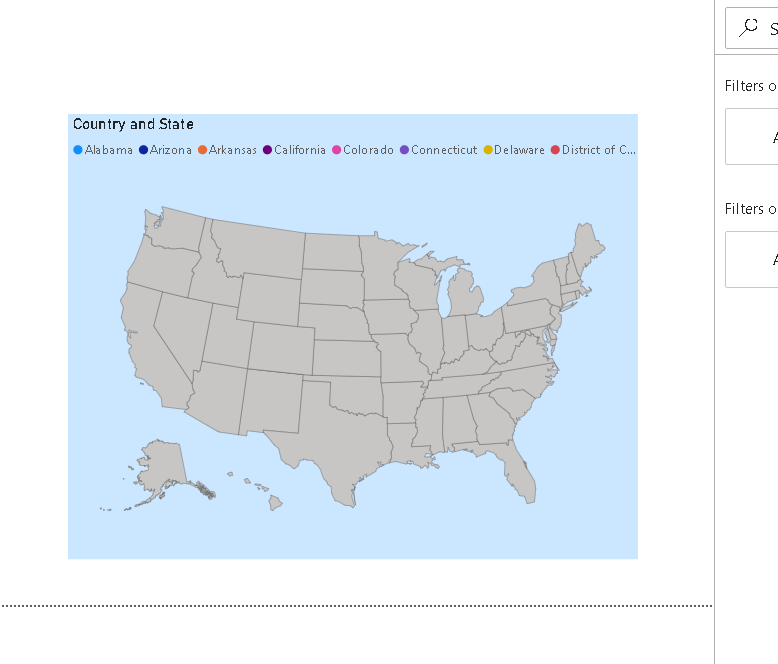 S
Filters o
A
Filters o
A
Country and State
Alabama Arizona Arkansas California Colorado Connecticut Delaware District of C...